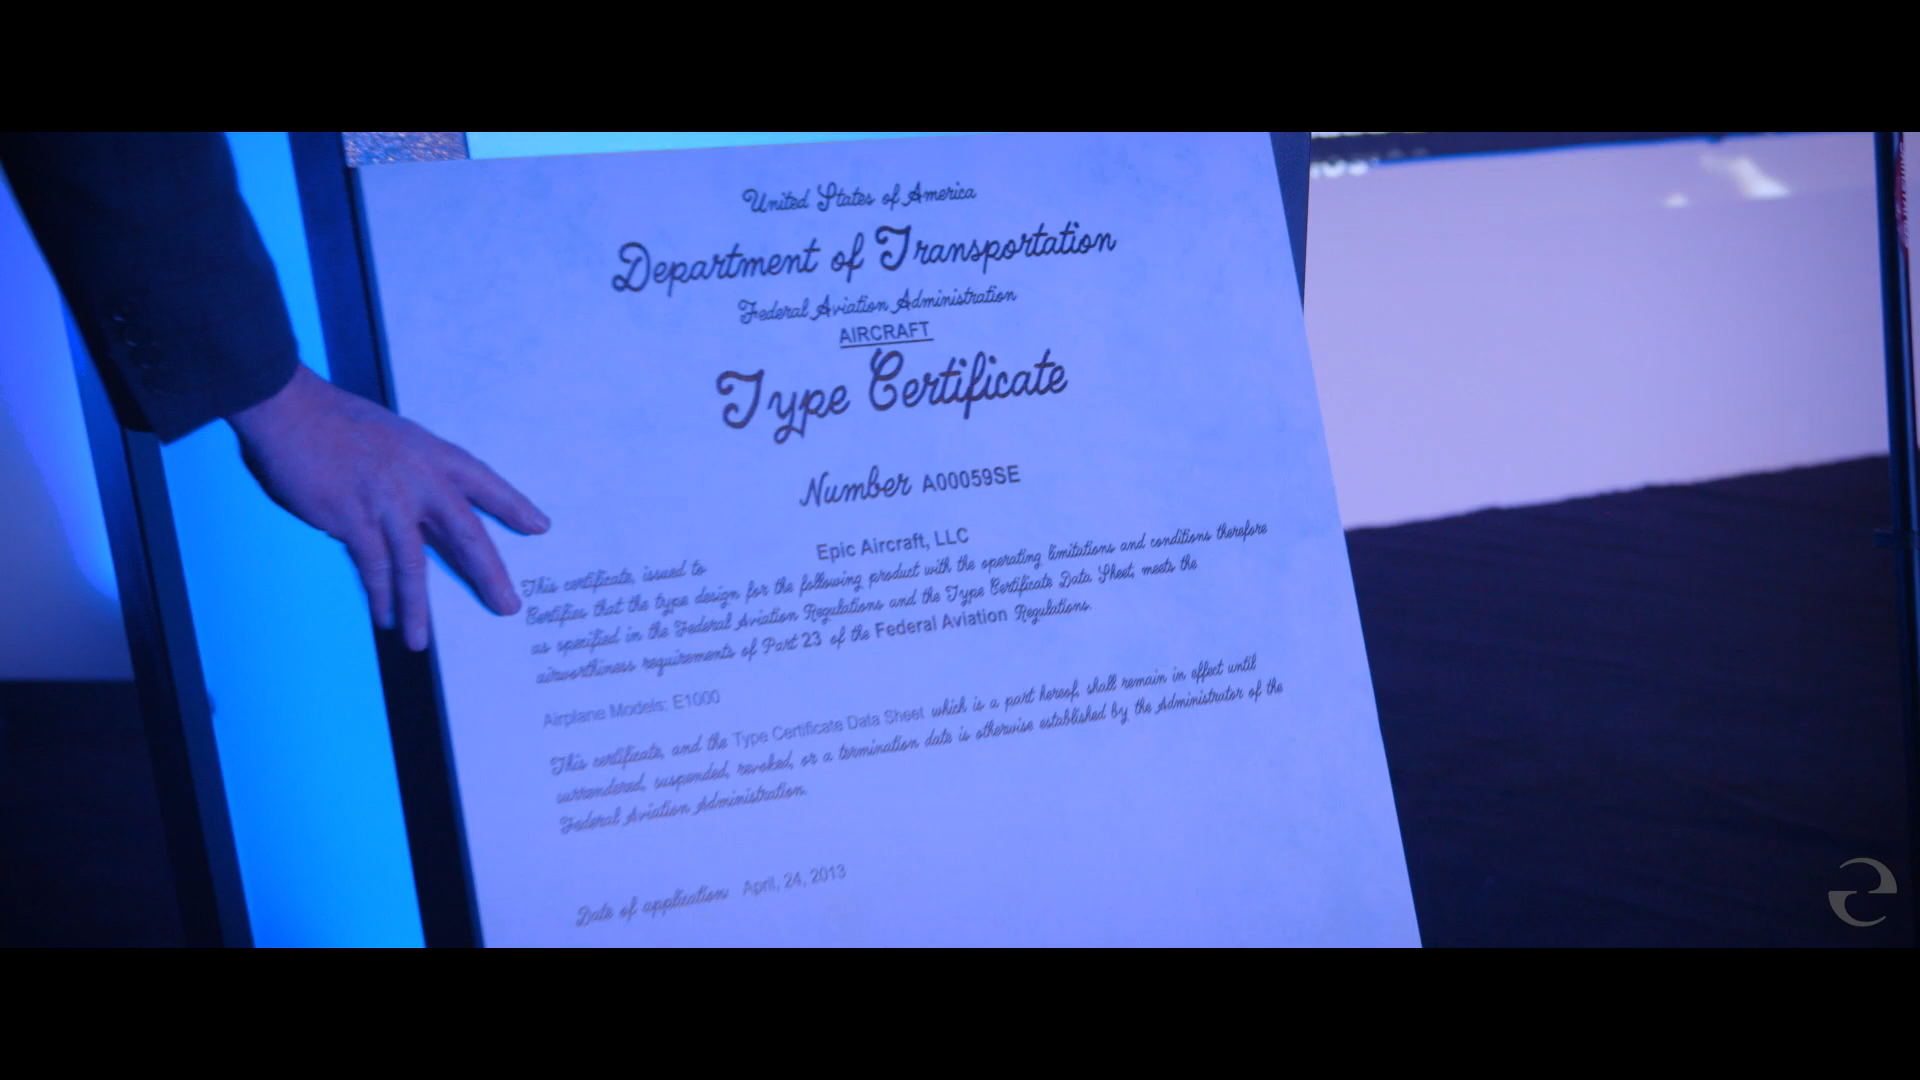 United States of America
Department of Transportation
Federal Aviation Administration
AIRCRAFT
Type Certificate
Number A00059SE
This certificate, issued to Epic Aircraft, LLC
Certifies that the type design for the following product with the operating limitations and conditions therefore
as specified in the Federal Aviation Regulations and the Type Certificate Data Sheet, meets the
airworthiness requirements of Part 23 of the Federal Aviation Regulations.
Airplane Models: E1000
This certificate, and the Type Certificate Data Sheet which is a part hereof, shall remain in effect until
surrendered, suspended, revoked, or a termination date is otherwise established by the Administrator of the
Federal Aviation Administration.
Date of application: April, 24, 2013